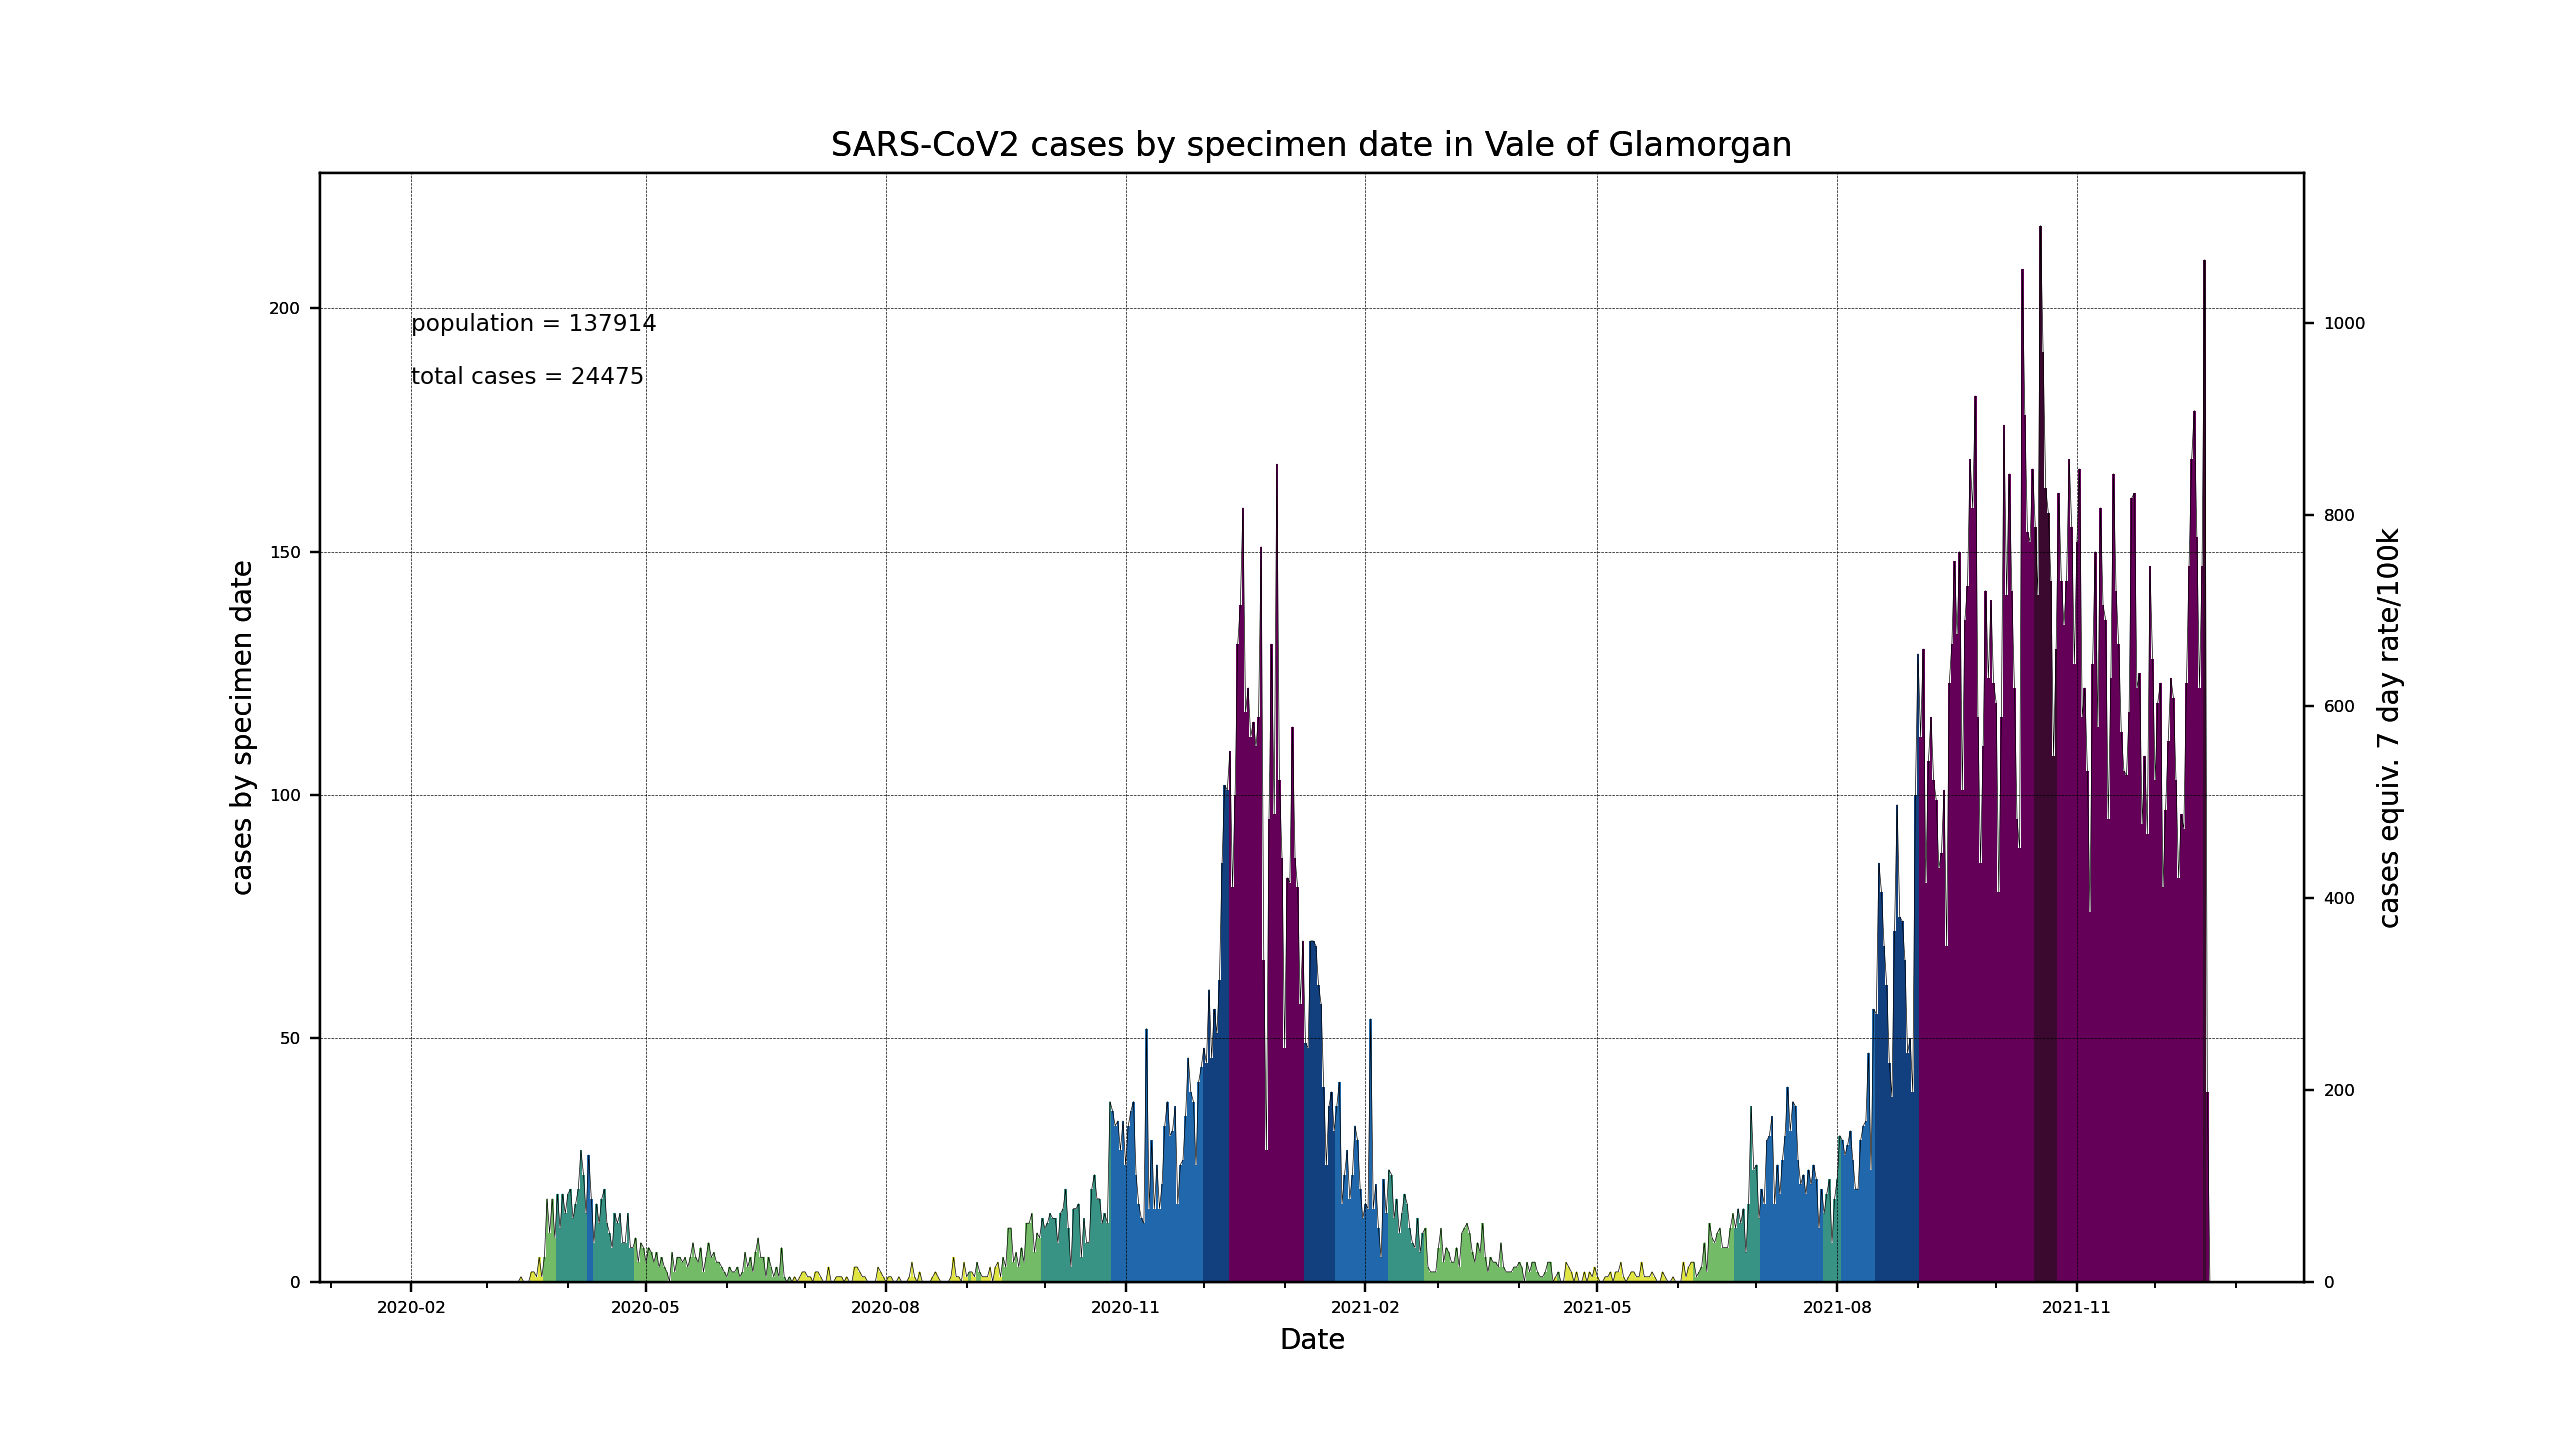 SARS-CoV2 cases by specimen date in Vale of Glamorgan
population = 137914
total cases = 24475
cases by specimen date
200
150
100
50
0
1000
800
600
400
200
0
cases equiv. 7 day rate/100k
2020-02 2020-05 2020-08 2020-11 2021-02 2021-05 2021-08 2021-11
Date